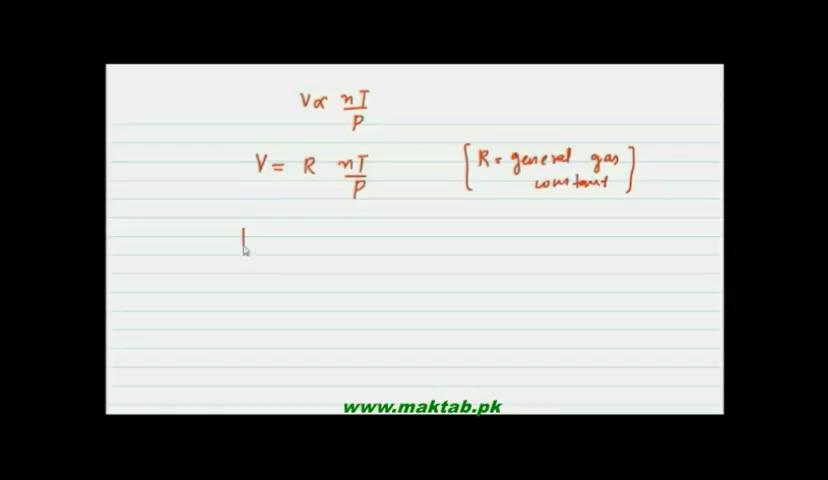 V∝ nT/P
V = R nT/P [R = general gas constant]
www.maktab.pk